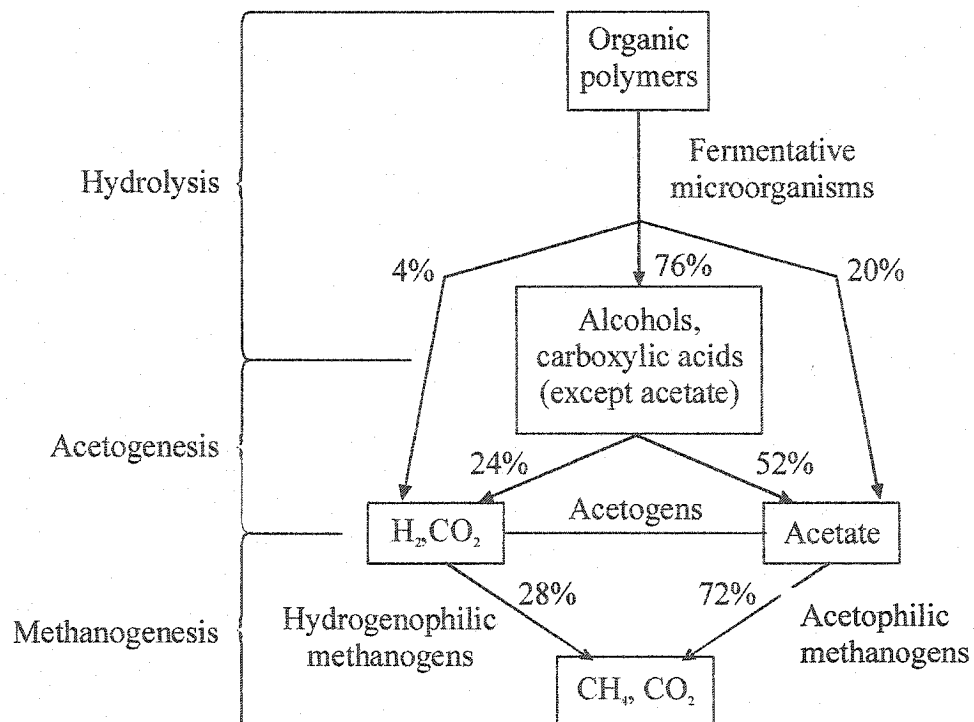 Organic
polymers
Fermentative
microorganisms
Hydrolysis
4%
76%
20%
Alcohols,
carboxylic acids
(except acetate)
Acetogenesis
24%
52%
Acetogens
H₂,CO₂
Acetate
28%
72%
Hydrogenophilic
methanogens
Acetophilic
methanogens
Methanogenesis
CH₄, CO₂